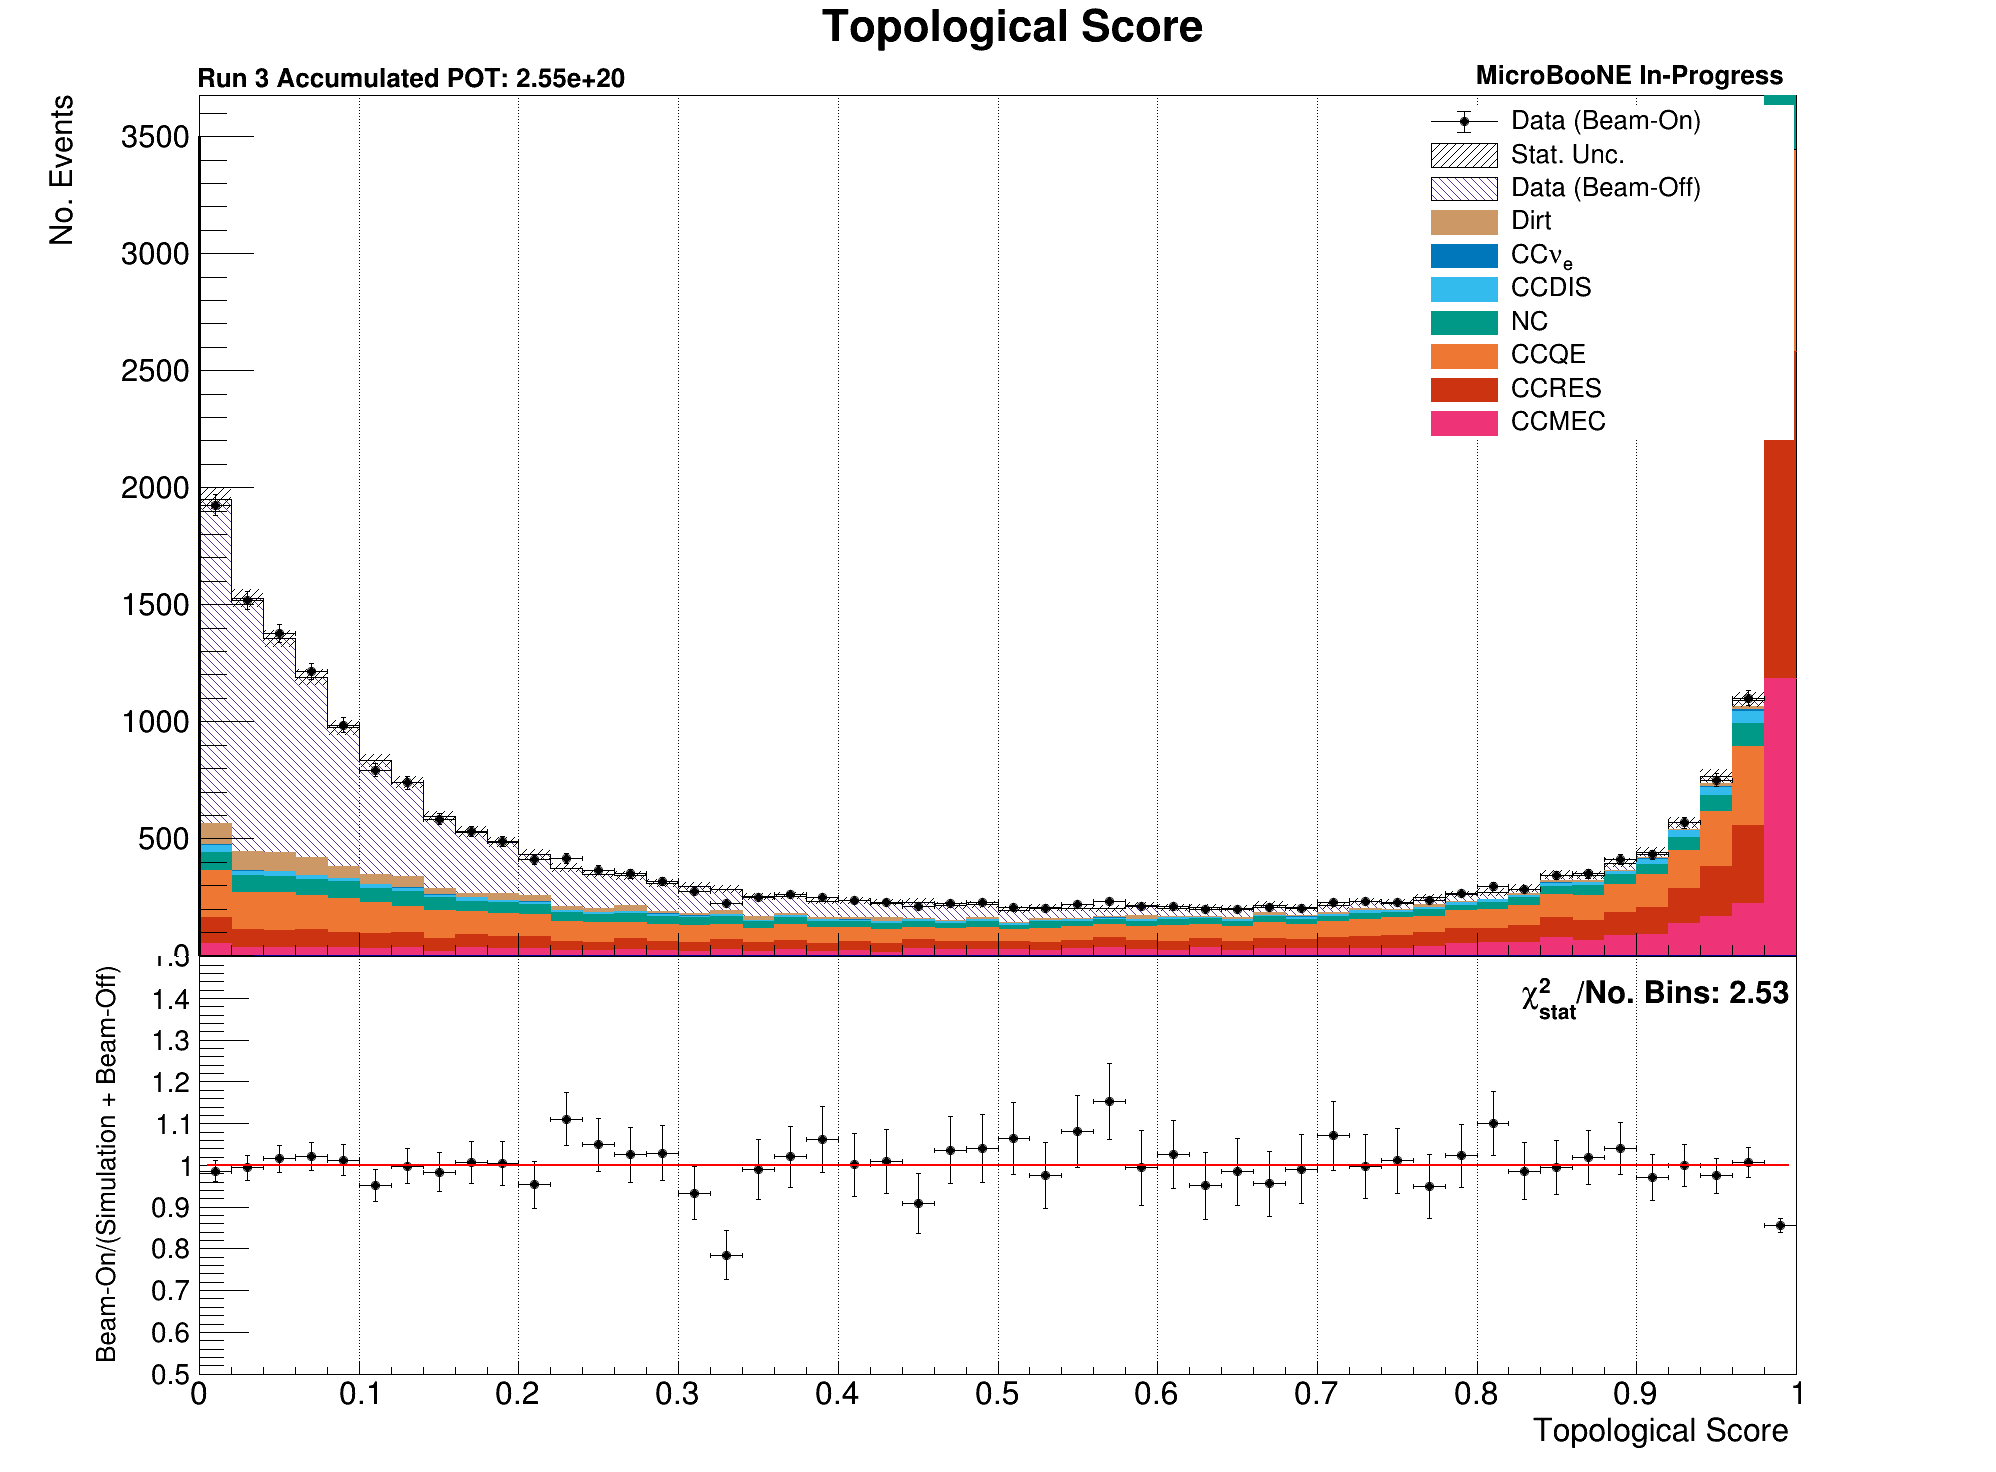 Topological Score
Run 3 Accumulated POT: 2.55e+20
MicroBooNE In-Progress
No. Events
3500
3000
2500
2000
1500
1000
500
0
Data (Beam-On)
Stat. Unc.
Data (Beam-Off)
Dirt
CCνe
CCDIS
NC
CCQE
CCRES
CCMEC
Beam-On/(Simulation + Beam-Off)
χ²stat/No. Bins: 2.53
1.4
1.3
1.2
1.1
1
0.9
0.8
0.7
0.6
0.5
0 0.1 0.2 0.3 0.4 0.5 0.6 0.7 0.8 0.9 1
Topological Score